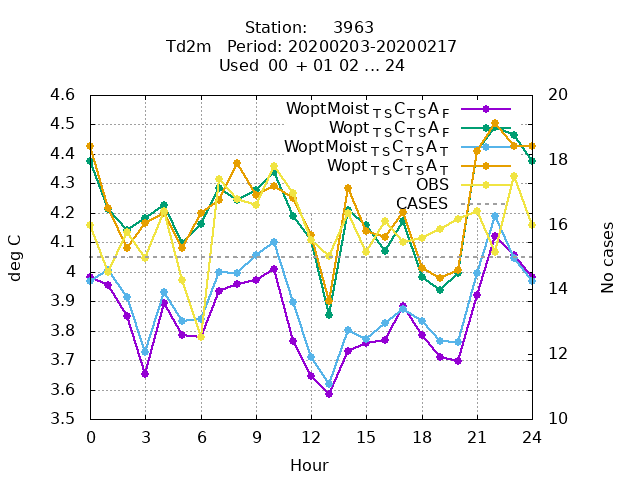 Station: 3963
Td2m Period: 20200203-20200217
Used 00 + 01 02 ... 24
4.6
4.5
4.4
4.3
4.2
4.1
4
3.9
3.8
3.7
3.6
3.5
deg C
WoptMoist TS C TS A F
Wopt TS C TS A F
WoptMoist TS C TS A T
Wopt TS C TS A T
OBS
CASES
20
18
16
14
12
10
No cases
0 3 6 9 12 15 18 21 24
Hour